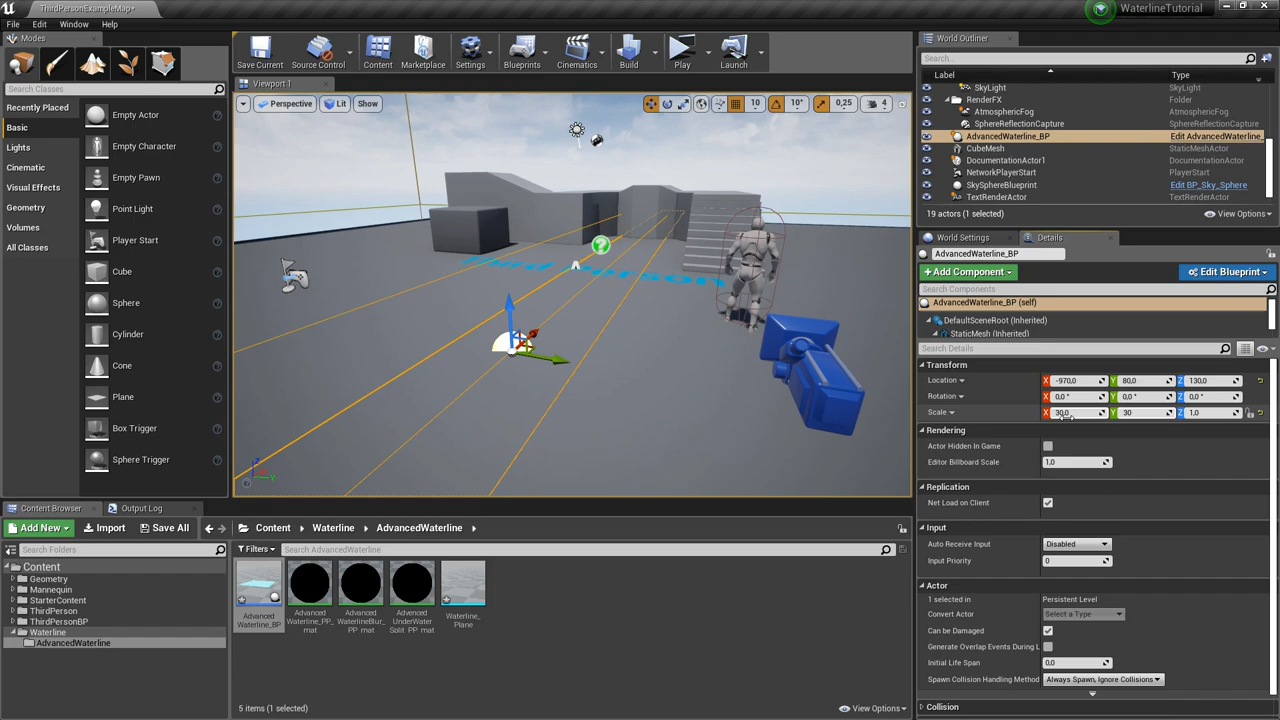 ThirdPersonExampleMap*
WaterlineTutorial
File Edit Window Help
Modes
Search Classes
Recently Placed
Basic
Lights
Cinematic
Visual Effects
Geometry
Volumes
All Classes
Empty Actor
Empty Character
Empty Pawn
Point Light
Player Start
Cube
Sphere
Cylinder
Cone
Plane
Box Trigger
Sphere Trigger
Save Current
Source Control
Content
Marketplace
Settings
Blueprints
Cinematics
Build
Play
Launch
Viewport 1
Perspective
Lit
Show
10
10°
0,25
4
World Outliner
Search...
Label Type
SkyLight SkyLight
RenderFX Folder
AtmosphericFog AtmosphericFog
SphereReflectionCapture SphereReflectionCapture
AdvancedWaterline_BP Edit AdvancedWaterline_
CubeMesh StaticMeshActor
DocumentationActor1 DocumentationActor
NetworkPlayerStart PlayerStart
SkySphereBlueprint Edit BP_Sky_Sphere
TextRenderActor TextRenderActor
19 actors (1 selected) View Options
World Settings Details
AdvancedWaterline_BP
Add Component
Edit Blueprint
Search Components
AdvancedWaterline_BP (self)
DefaultSceneRoot (Inherited)
StaticMesh (Inherited)
Search Details
Transform
Location X -970,0 Y 80,0 Z 130,0
Rotation X 0,0 ° Y 0,0 ° Z 0,0 °
Scale X 30,0 Y 30 Z 1,0
Rendering
Actor Hidden In Game
Editor Billboard Scale 1,0
Replication
Net Load on Client
Input
Auto Receive Input Disabled
Input Priority 0
Actor
1 selected in Persistent Level
Convert Actor Select a Type
Can be Damaged
Generate Overlap Events During L
Initial Life Span 0,0
Spawn Collision Handling Method Always Spawn, Ignore Collisions
Collision
Content Browser Output Log
Add New Import Save All Content Waterline AdvancedWaterline
Search Folders
Content
Geometry
Mannequin
StarterContent
ThirdPerson
ThirdPersonBP
Waterline
AdvancedWaterline
Filters Search AdvancedWaterline
Advanced
Waterline_BP
Advanced
Waterline_PP_
mat
Advanced
WaterlineBlur_
PP_mat
Advanced
UnderWater
Split_PP_mat
Waterline_
Plane
5 items (1 selected) View Options